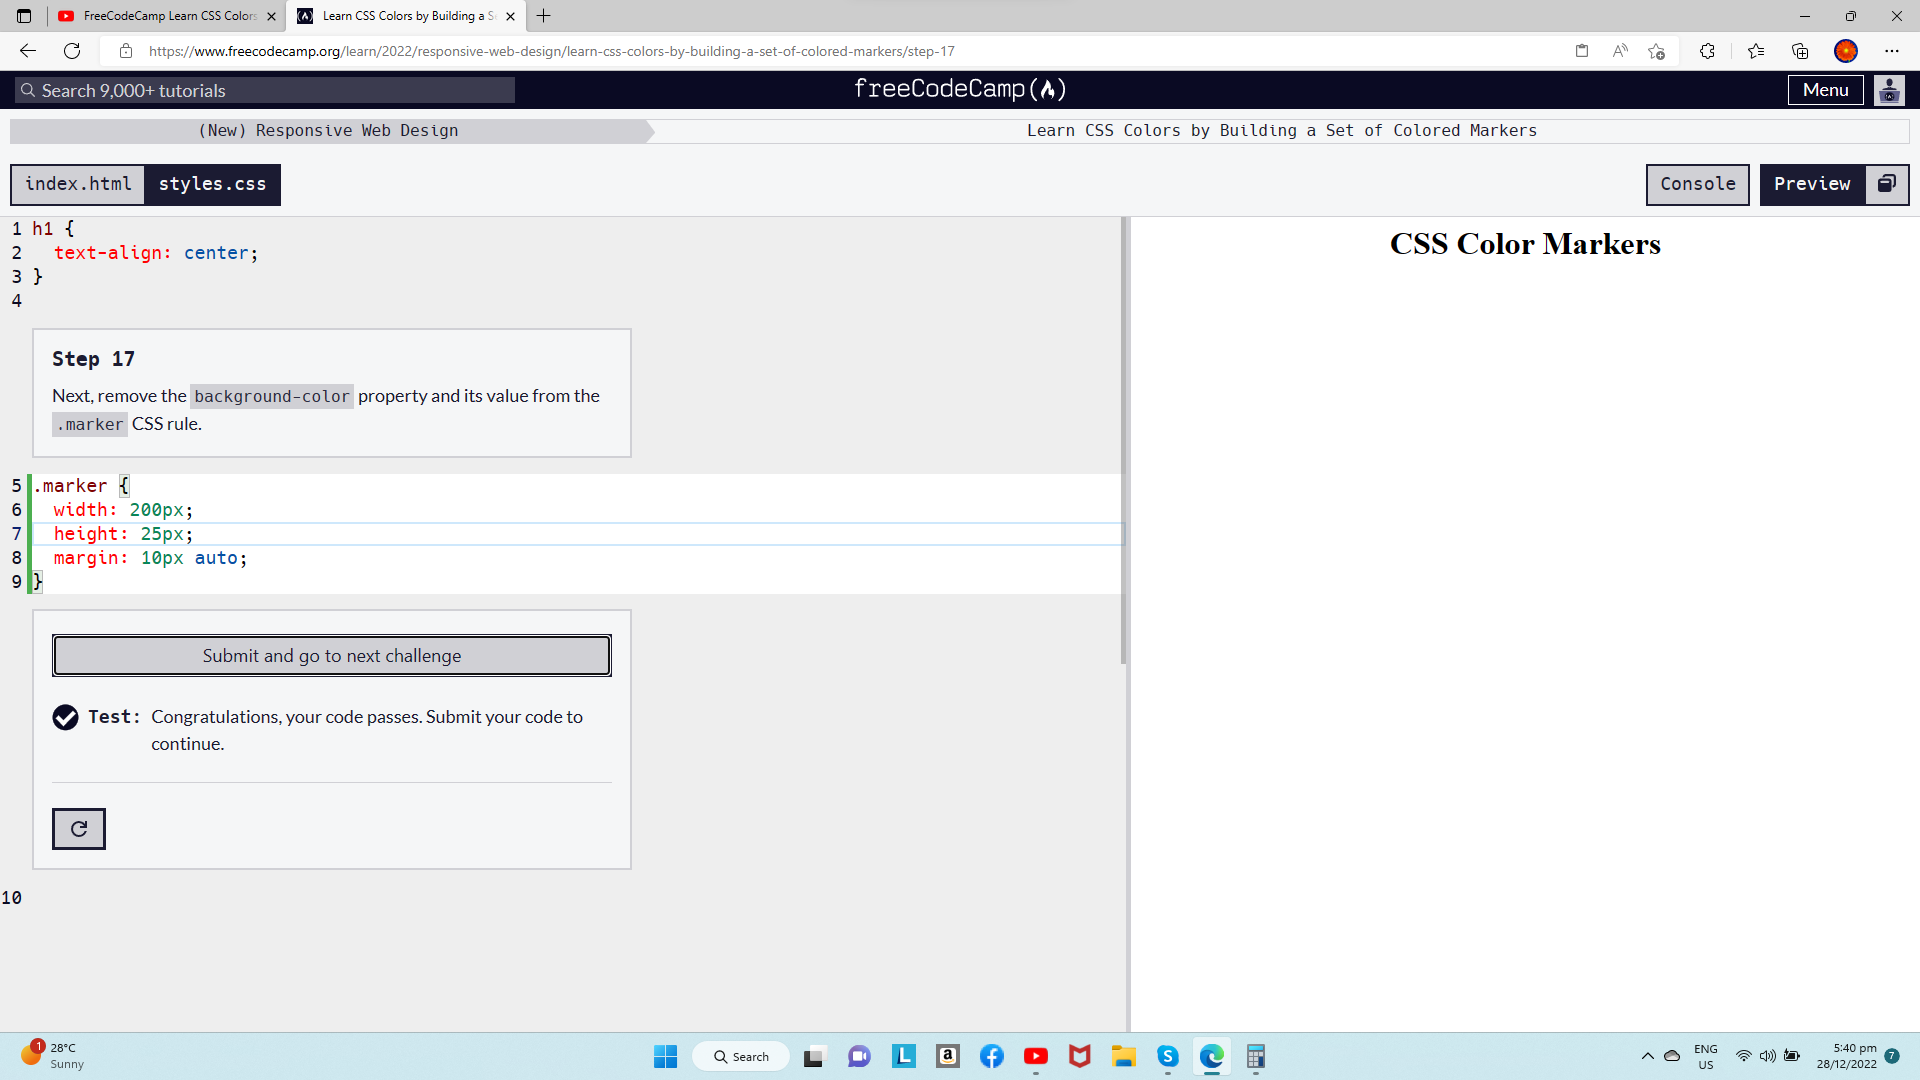 FreeCodeCamp Learn CSS Colors
Learn CSS Colors by Building a Se
https://www.freecodecamp.org/learn/2022/responsive-web-design/learn-css-colors-by-building-a-set-of-colored-markers/step-17
Search 9,000+ tutorials
freeCodeCamp
Menu
(New) Responsive Web Design
Learn CSS Colors by Building a Set of Colored Markers
index.html
styles.css
Console
Preview
1 h1 {
2 text-align: center;
3 }
4
CSS Color Markers
Step 17
Next, remove the background-color property and its value from the
.marker CSS rule.
5 .marker {
6 width: 200px;
7 height: 25px;
8 margin: 10px auto;
9 }
Submit and go to next challenge
Test: Congratulations, your code passes. Submit your code to
continue.
10
1
28°C
Sunny
Search
L
a
S
ENG
US
5:40 pm
28/12/2022
7